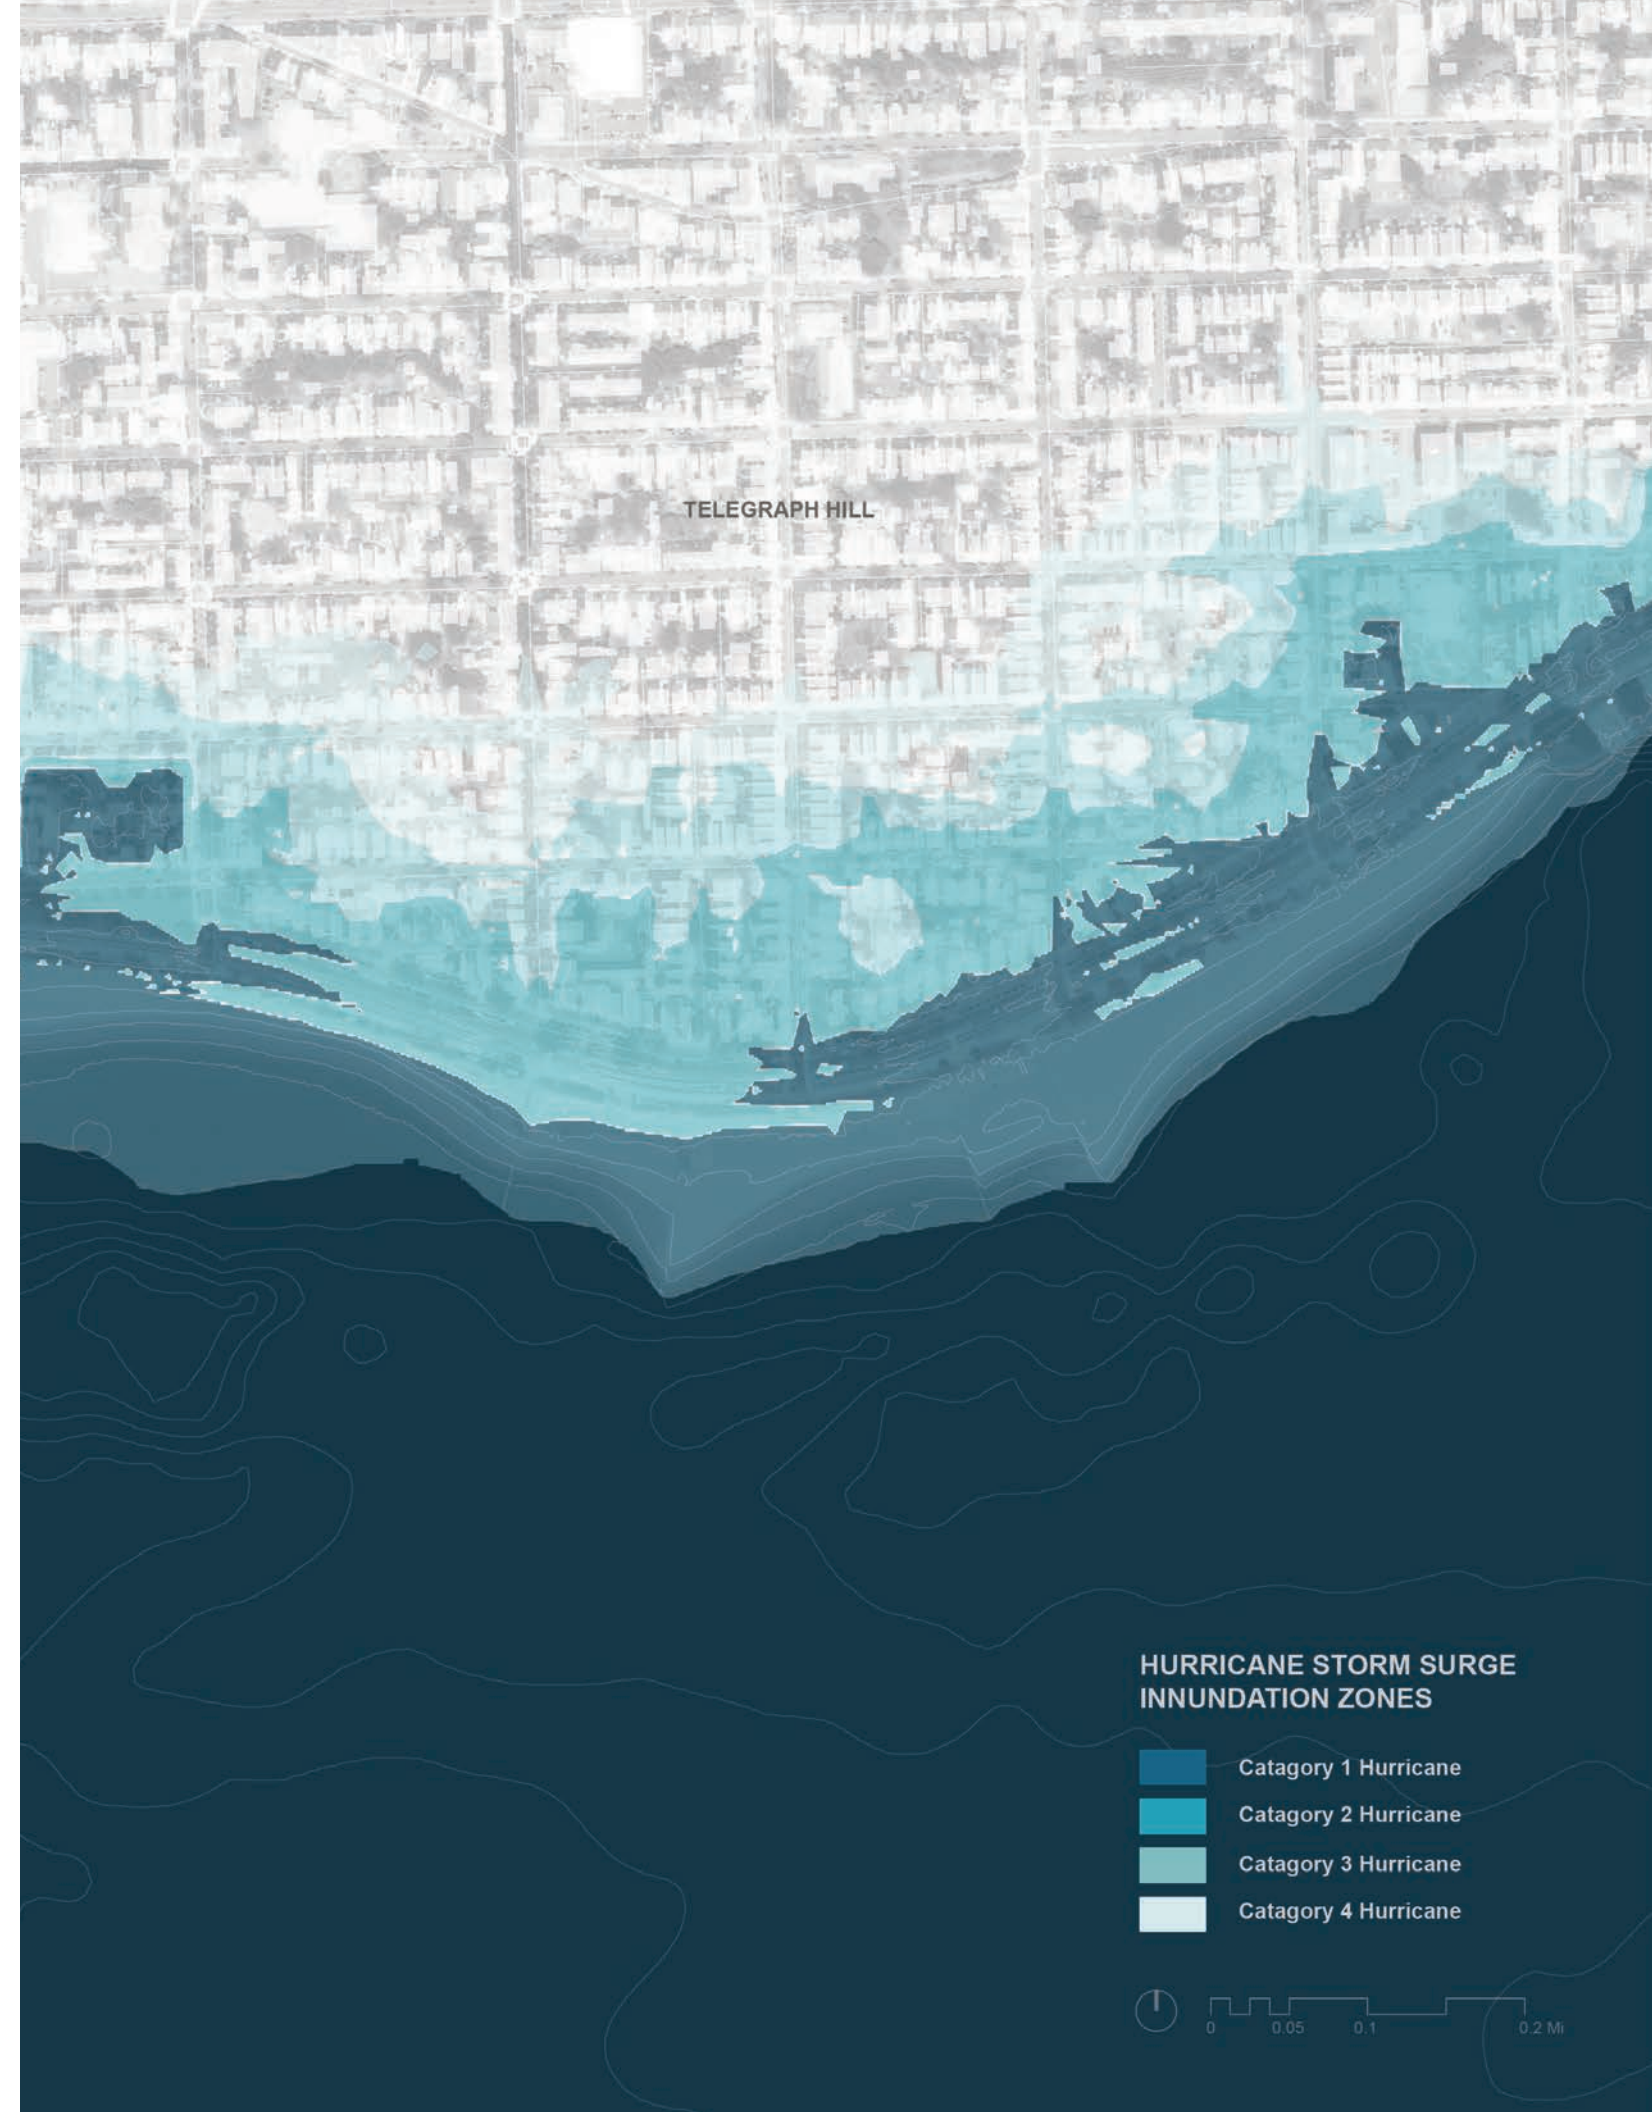 TELEGRAPH HILL
HURRICANE STORM SURGE
INNUNDATION ZONES
Catagory 1 Hurricane
Catagory 2 Hurricane
Catagory 3 Hurricane
Catagory 4 Hurricane
0 0.05 0.1 0.2 Mi